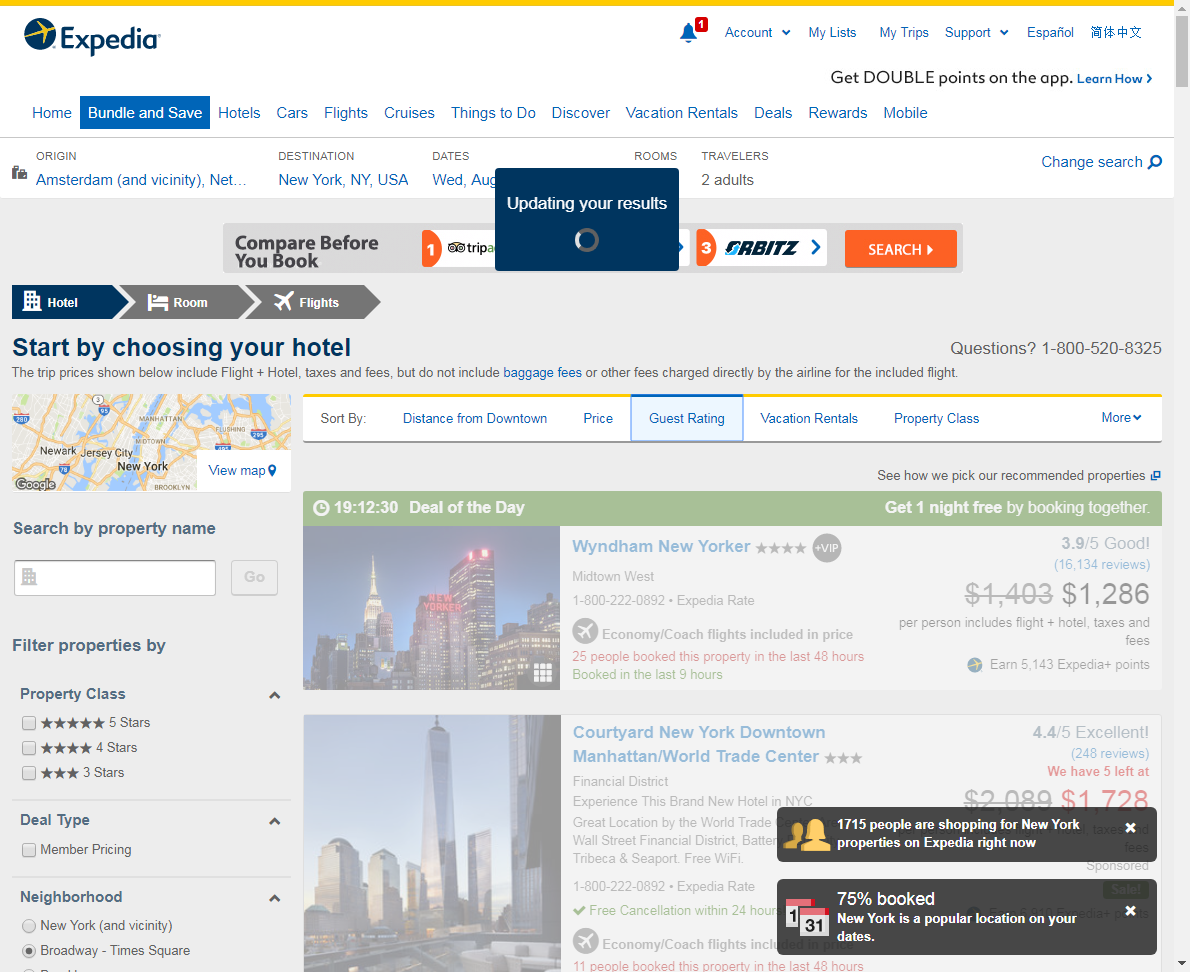 Expedia
1
Account
My Lists
My Trips
Support
Español
简体中文
Get DOUBLE points on the app. Learn How
Home
Bundle and Save
Hotels
Cars
Flights
Cruises
Things to Do
Discover
Vacation Rentals
Deals
Rewards
Mobile
ORIGIN
Amsterdam (and vicinity), Net…
DESTINATION
New York, NY, USA
DATES
Wed, Aug
ROOMS
TRAVELERS
2 adults
Change search
Updating your results
Compare Before
You Book
1
3 ORBITZ
SEARCH
Hotel
Room
Flights
Start by choosing your hotel
Questions? 1-800-520-8325
The trip prices shown below include Flight + Hotel, taxes and fees, but do not include baggage fees or other fees charged directly by the airline for the included flight.
3
95
280
MANHATTAN
FLUSHING
MIDTOWN
295
495
Newark
Jersey City
New York
78
BROOKLYN
Google
View map
Sort By:
Distance from Downtown
Price
Guest Rating
Vacation Rentals
Property Class
More
See how we pick our recommended properties
Search by property name
Go
Filter properties by
Property Class
5 Stars
4 Stars
3 Stars
Deal Type
Member Pricing
Neighborhood
New York (and vicinity)
Broadway - Times Square
19:12:30 Deal of the Day
Get 1 night free by booking together.
NEW
YORKER
Wyndham New Yorker
+VIP
Midtown West
1-800-222-0892 • Expedia Rate
Economy/Coach flights included in price
25 people booked this property in the last 48 hours
Booked in the last 9 hours
3.9/5 Good!
(16,134 reviews)
$1,403 $1,286
per person includes flight + hotel, taxes and
fees
Earn 5,143 Expedia+ points
Courtyard New York Downtown
Manhattan/World Trade Center
Financial District
Experience This Brand New Hotel in NYC
Great Location by the World Trade
Wall Street Financial District,
Tribeca & Seaport. Free WiFi.
1-800-222-0892 • Expedia Rate
Free Cancellation within 24 hours
Economy/Coach flights included in price
11 people booked this property in the last 48 hours
4.4/5 Excellent!
(248 reviews)
We have 5 left at
$2,089 $1,728
fees
Sponsored
Sale!
1715 people are shopping for New York
properties on Expedia right now
1
31
75% booked
New York is a popular location on your
dates.